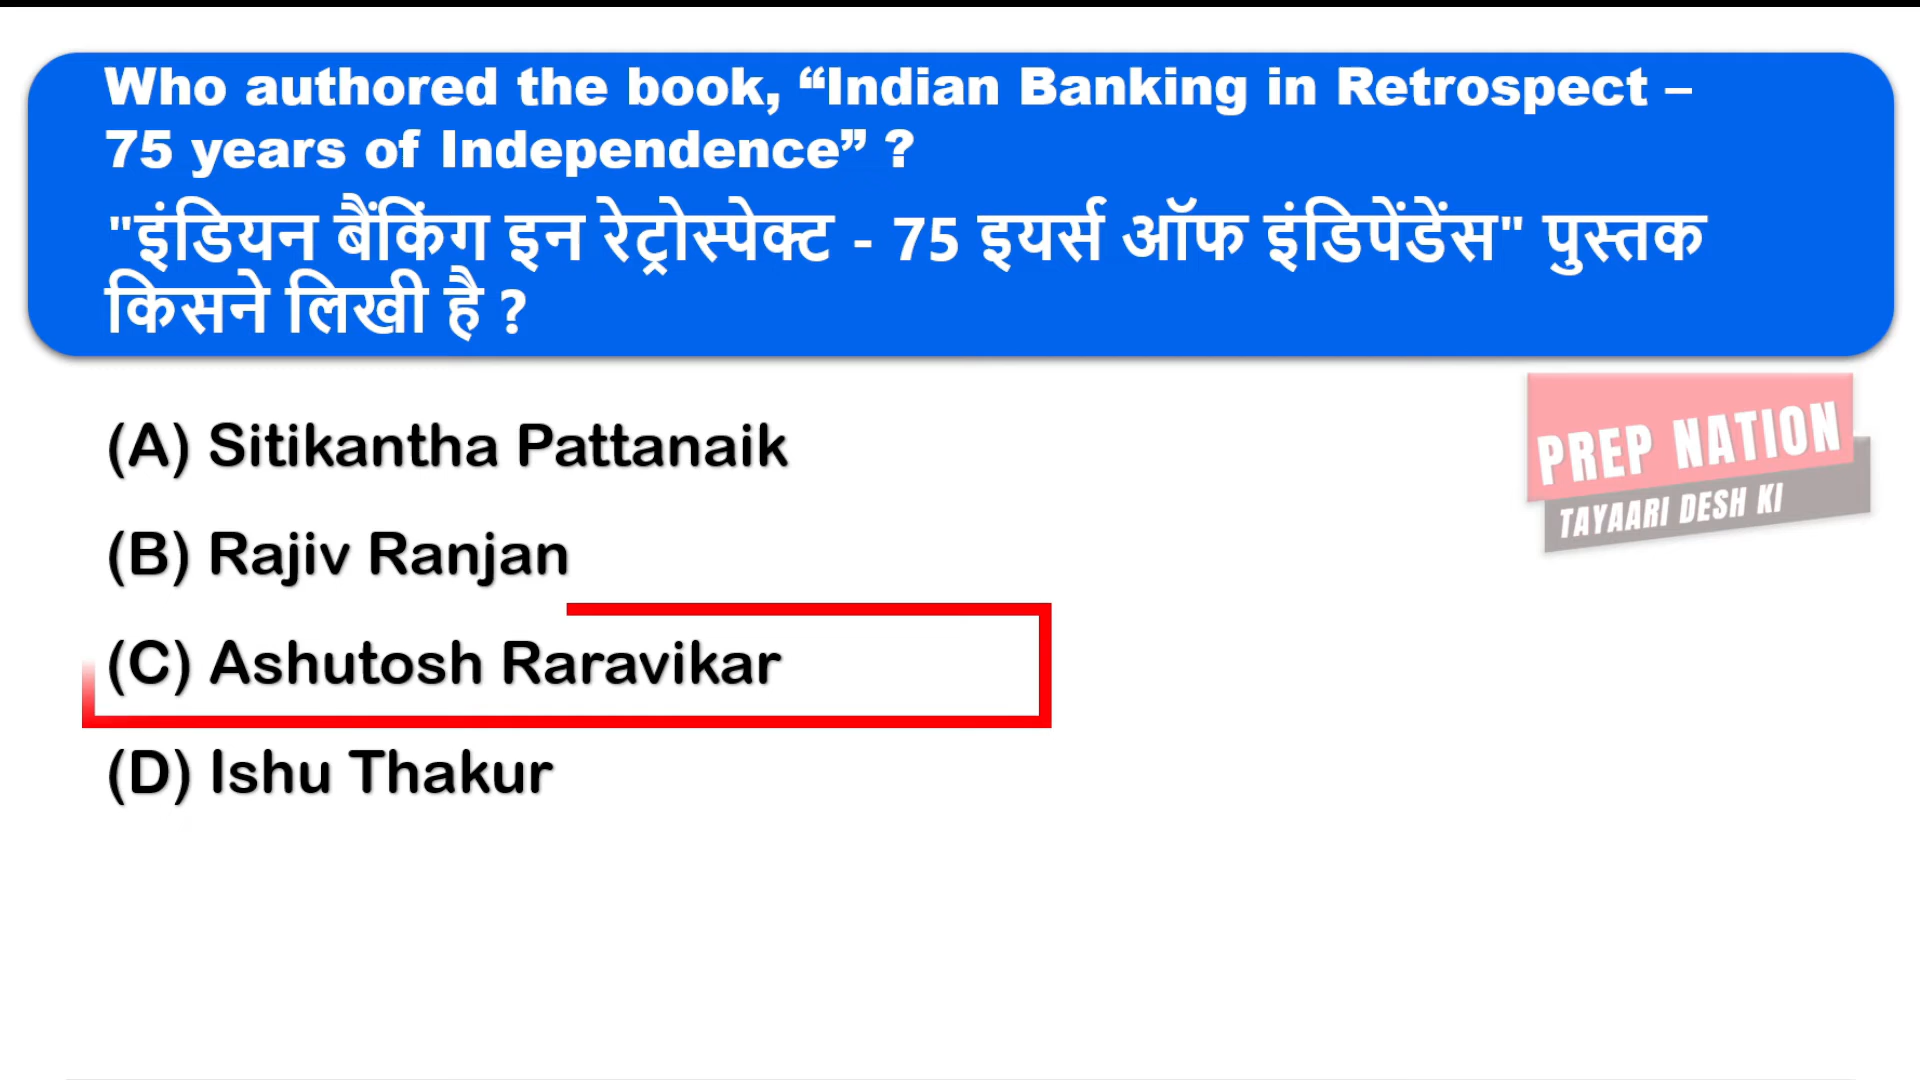 Who authored the book, “Indian Banking in Retrospect –
75 years of Independence” ?
"इंडियन बैंकिंग इन रेट्रोस्पेक्ट - 75 इयर्स ऑफ इंडिपेंडेंस" पुस्तक
किसने लिखी है ?
PREP NATION
TAYAARI DESH KI
(A) Sitikantha Pattanaik
(B) Rajiv Ranjan
(C) Ashutosh Raravikar
(D) Ishu Thakur